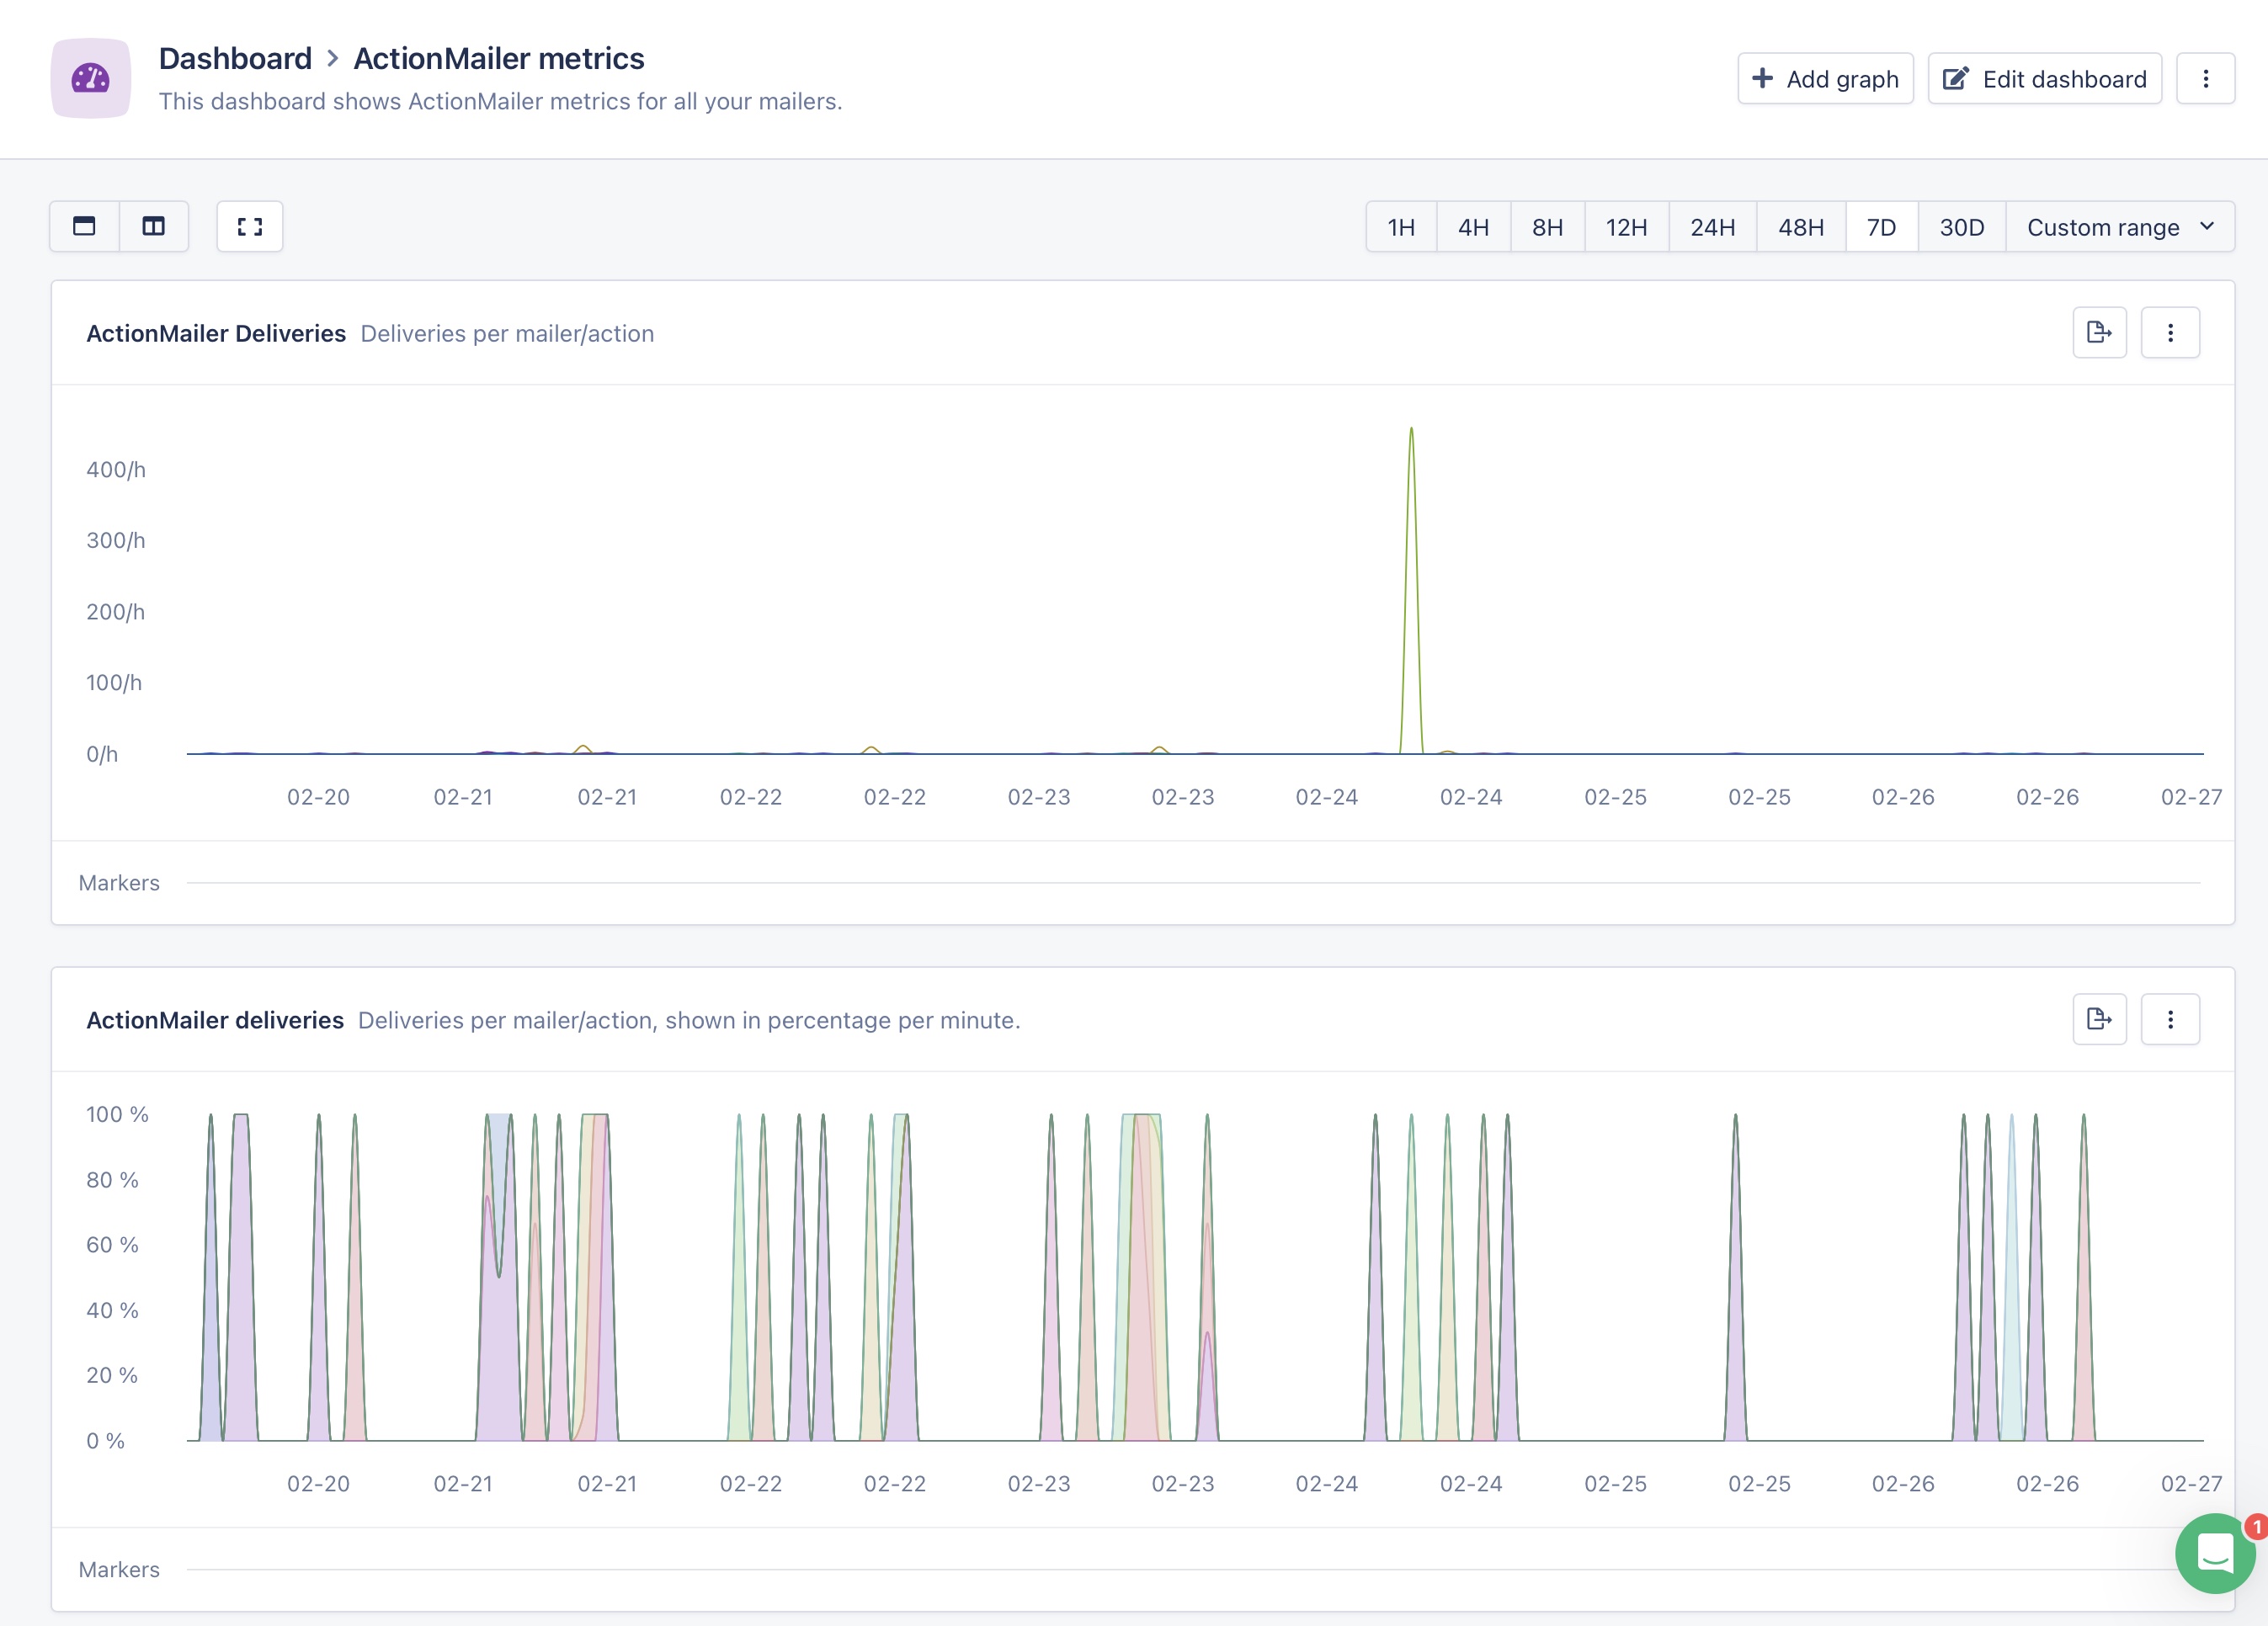 Dashboard > ActionMailer metrics
This dashboard shows ActionMailer metrics for all your mailers.
Add graph
Edit dashboard
1H 4H 8H 12H 24H 48H 7D 30D Custom range
ActionMailer Deliveries Deliveries per mailer/action
400/h
300/h
200/h
100/h
0/h
02-20 02-21 02-21 02-22 02-22 02-23 02-23 02-24 02-24 02-25 02-25 02-26 02-26 02-27
Markers
ActionMailer deliveries Deliveries per mailer/action, shown in percentage per minute.
100 %
80 %
60 %
40 %
20 %
0 %
02-20 02-21 02-21 02-22 02-22 02-23 02-23 02-24 02-24 02-25 02-25 02-26 02-26 02-27
1
Markers